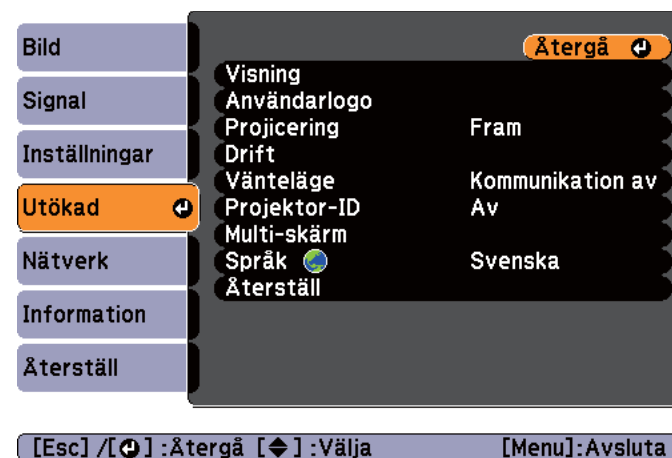 Bild
Signal
Inställningar
Utökad
Nätverk
Information
Återställ
Återgå
Visning
Användarlogo
Projicering Fram
Drift
Vänteläge Kommunikation av
Projektor-ID Av
Multi-skärm
Språk Svenska
Återställ
[Esc] /[ ] :Återgå [ ] :Välja [Menu]:Avsluta